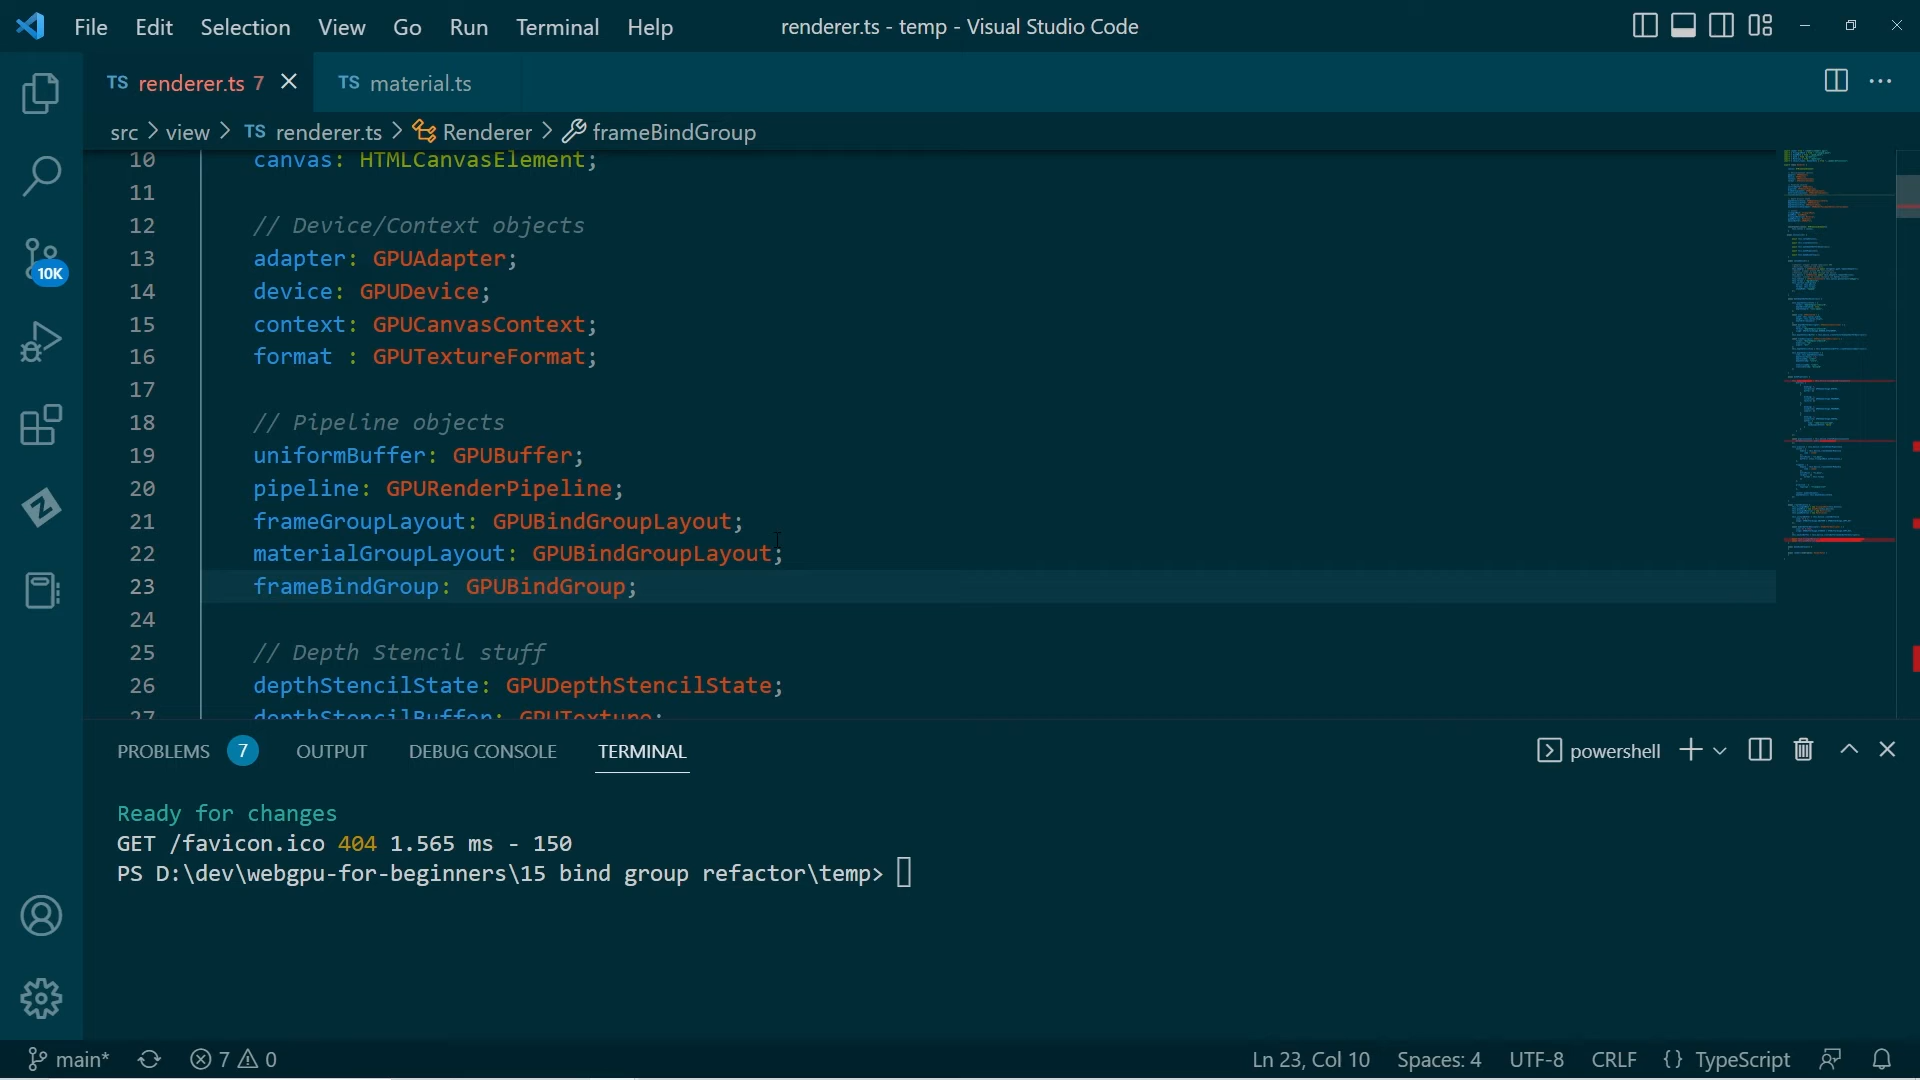 File Edit Selection View Go Run Terminal Help renderer.ts - temp - Visual Studio Code
TS renderer.ts 7 TS material.ts
src > view > TS renderer.ts > Renderer > frameBindGroup
10 canvas: HTMLCanvasElement;
11
12 // Device/Context objects
13 adapter: GPUAdapter;
14 device: GPUDevice;
15 context: GPUCanvasContext;
16 format : GPUTextureFormat;
17
18 // Pipeline objects
19 uniformBuffer: GPUBuffer;
20 pipeline: GPURenderPipeline;
21 frameGroupLayout: GPUBindGroupLayout;
22 materialGroupLayout: GPUBindGroupLayout;
23 frameBindGroup: GPUBindGroup;
24
25 // Depth Stencil stuff
26 depthStencilState: GPUDepthStencilState;
27 depthStencilBuffer: GPUTexture;
10K
PROBLEMS 7 OUTPUT DEBUG CONSOLE TERMINAL powershell
Ready for changes
GET /favicon.ico 404 1.565 ms - 150
PS D:\dev\webgpu-for-beginners\15 bind group refactor\temp>
main* 7 0 Ln 23, Col 10 Spaces: 4 UTF-8 CRLF {} TypeScript